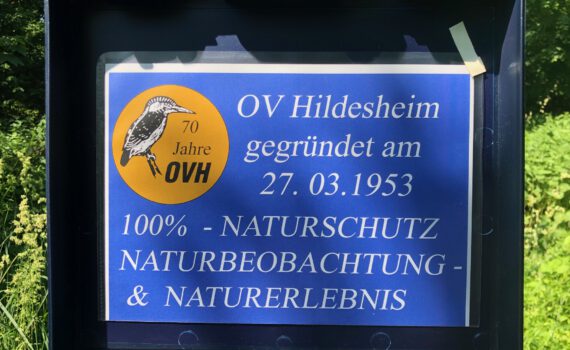 70
Jahre
OVH
OV Hildesheim
gegründet am
27. 03.1953
100% - NATURSCHUTZ
NATURBEOBACHTUNG -
& NATURERLEBNIS